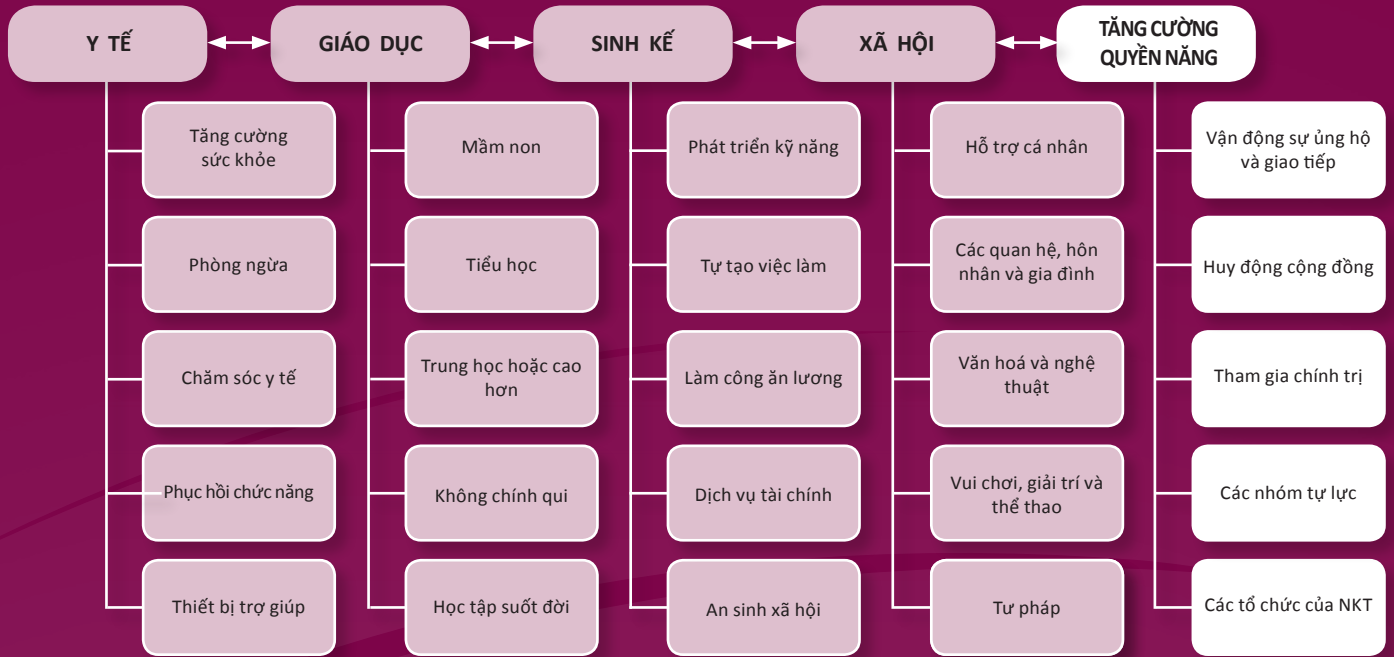 Y TẾ
GIÁO DỤC
SINH KẾ
XÃ HỘI
TĂNG CƯỜNG
QUYỀN NĂNG
Tăng cường
sức khỏe
Phòng ngừa
Chăm sóc y tế
Phục hồi chức năng
Thiết bị trợ giúp
Mầm non
Tiểu học
Trung học hoặc cao
hơn
Không chính qui
Học tập suốt đời
Phát triển kỹ năng
Tự tạo việc làm
Làm công ăn lương
Dịch vụ tài chính
An sinh xã hội
Hỗ trợ cá nhân
Các quan hệ, hôn
nhân và gia đình
Văn hoá và nghệ
thuật
Vui chơi, giải trí và
thể thao
Tư pháp
Vận động sự ủng hộ
và giao tiếp
Huy động cộng đồng
Tham gia chính trị
Các nhóm tự lực
Các tổ chức của NKT